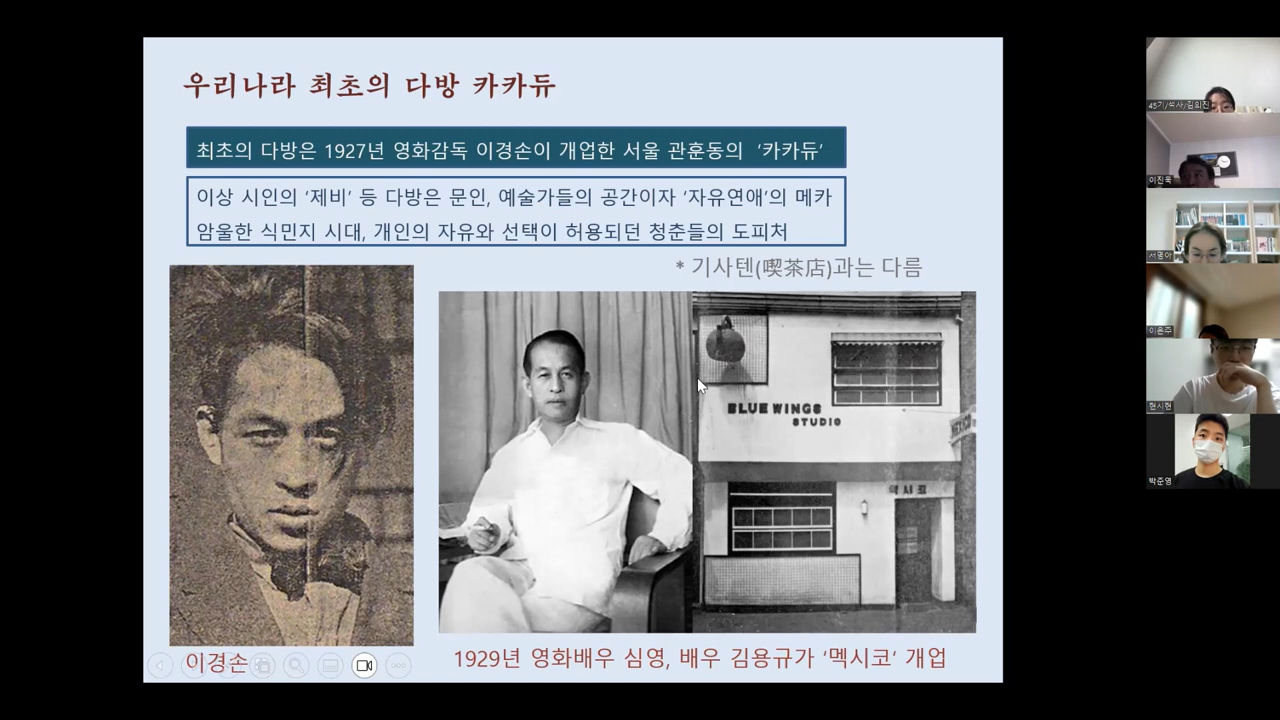 우리나라 최초의 다방 카카듀
최초의 다방은 1927년 영화감독 이경손이 개업한 서울 관훈동의 ‘카카듀’
이상 시인의 ‘제비’ 등 다방은 문인, 예술가들의 공간이자 ‘자유연애’의 메카
암울한 식민지 시대, 개인의 자유와 선택이 허용되던 청춘들의 도피처
* 기사텐(喫茶店)과는 다름
BLUE WINGS
STUDIO
멕시코
이경손
1929년 영화배우 심영, 배우 김용규가 ‘멕시코‘ 개업
45기/석사/김희진
이진욱
서명아
이윤주
현시현
박준영